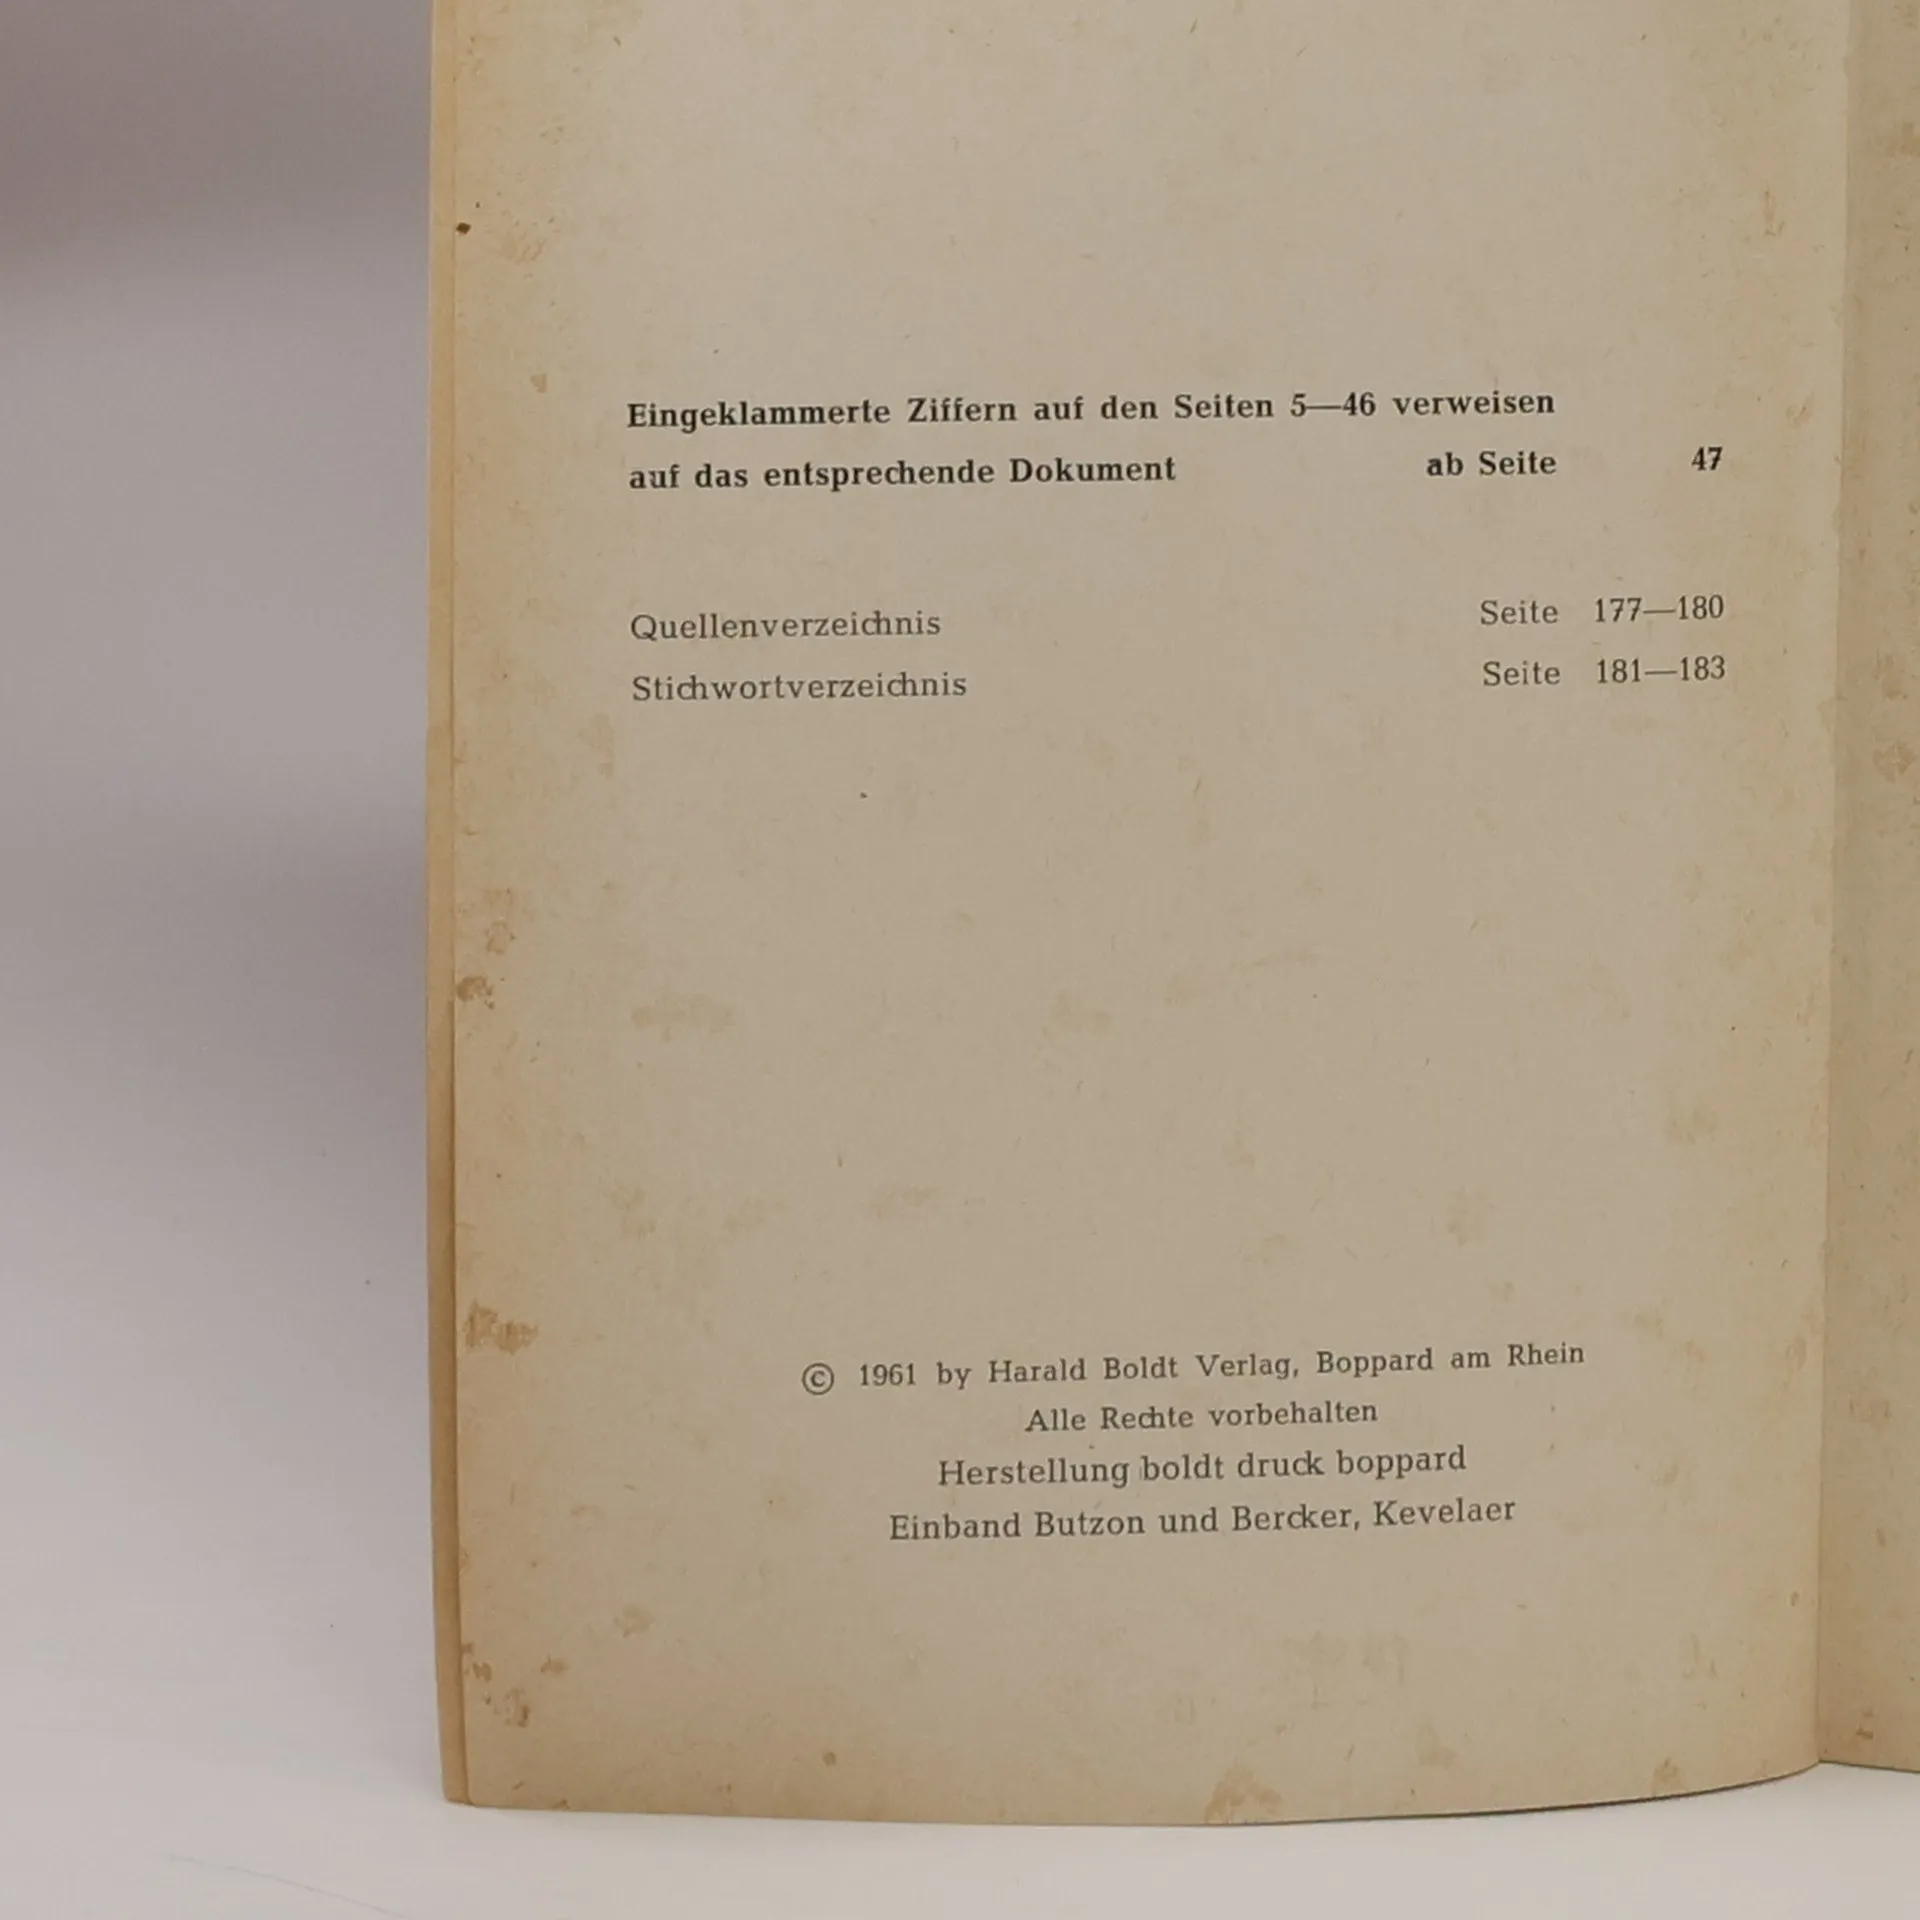 Eingeklammerte Ziffern auf den Seiten 5—46 verweisen
auf das entsprechende Dokument ab Seite 47
Quellenverzeichnis Seite 177—180
Stichwortverzeichnis Seite 181—183
© 1961 by Harald Boldt Verlag, Boppard am Rhein
Alle Rechte vorbehalten
Herstellung boldt druck boppard
Einband Butzon und Bercker, Kevelaer